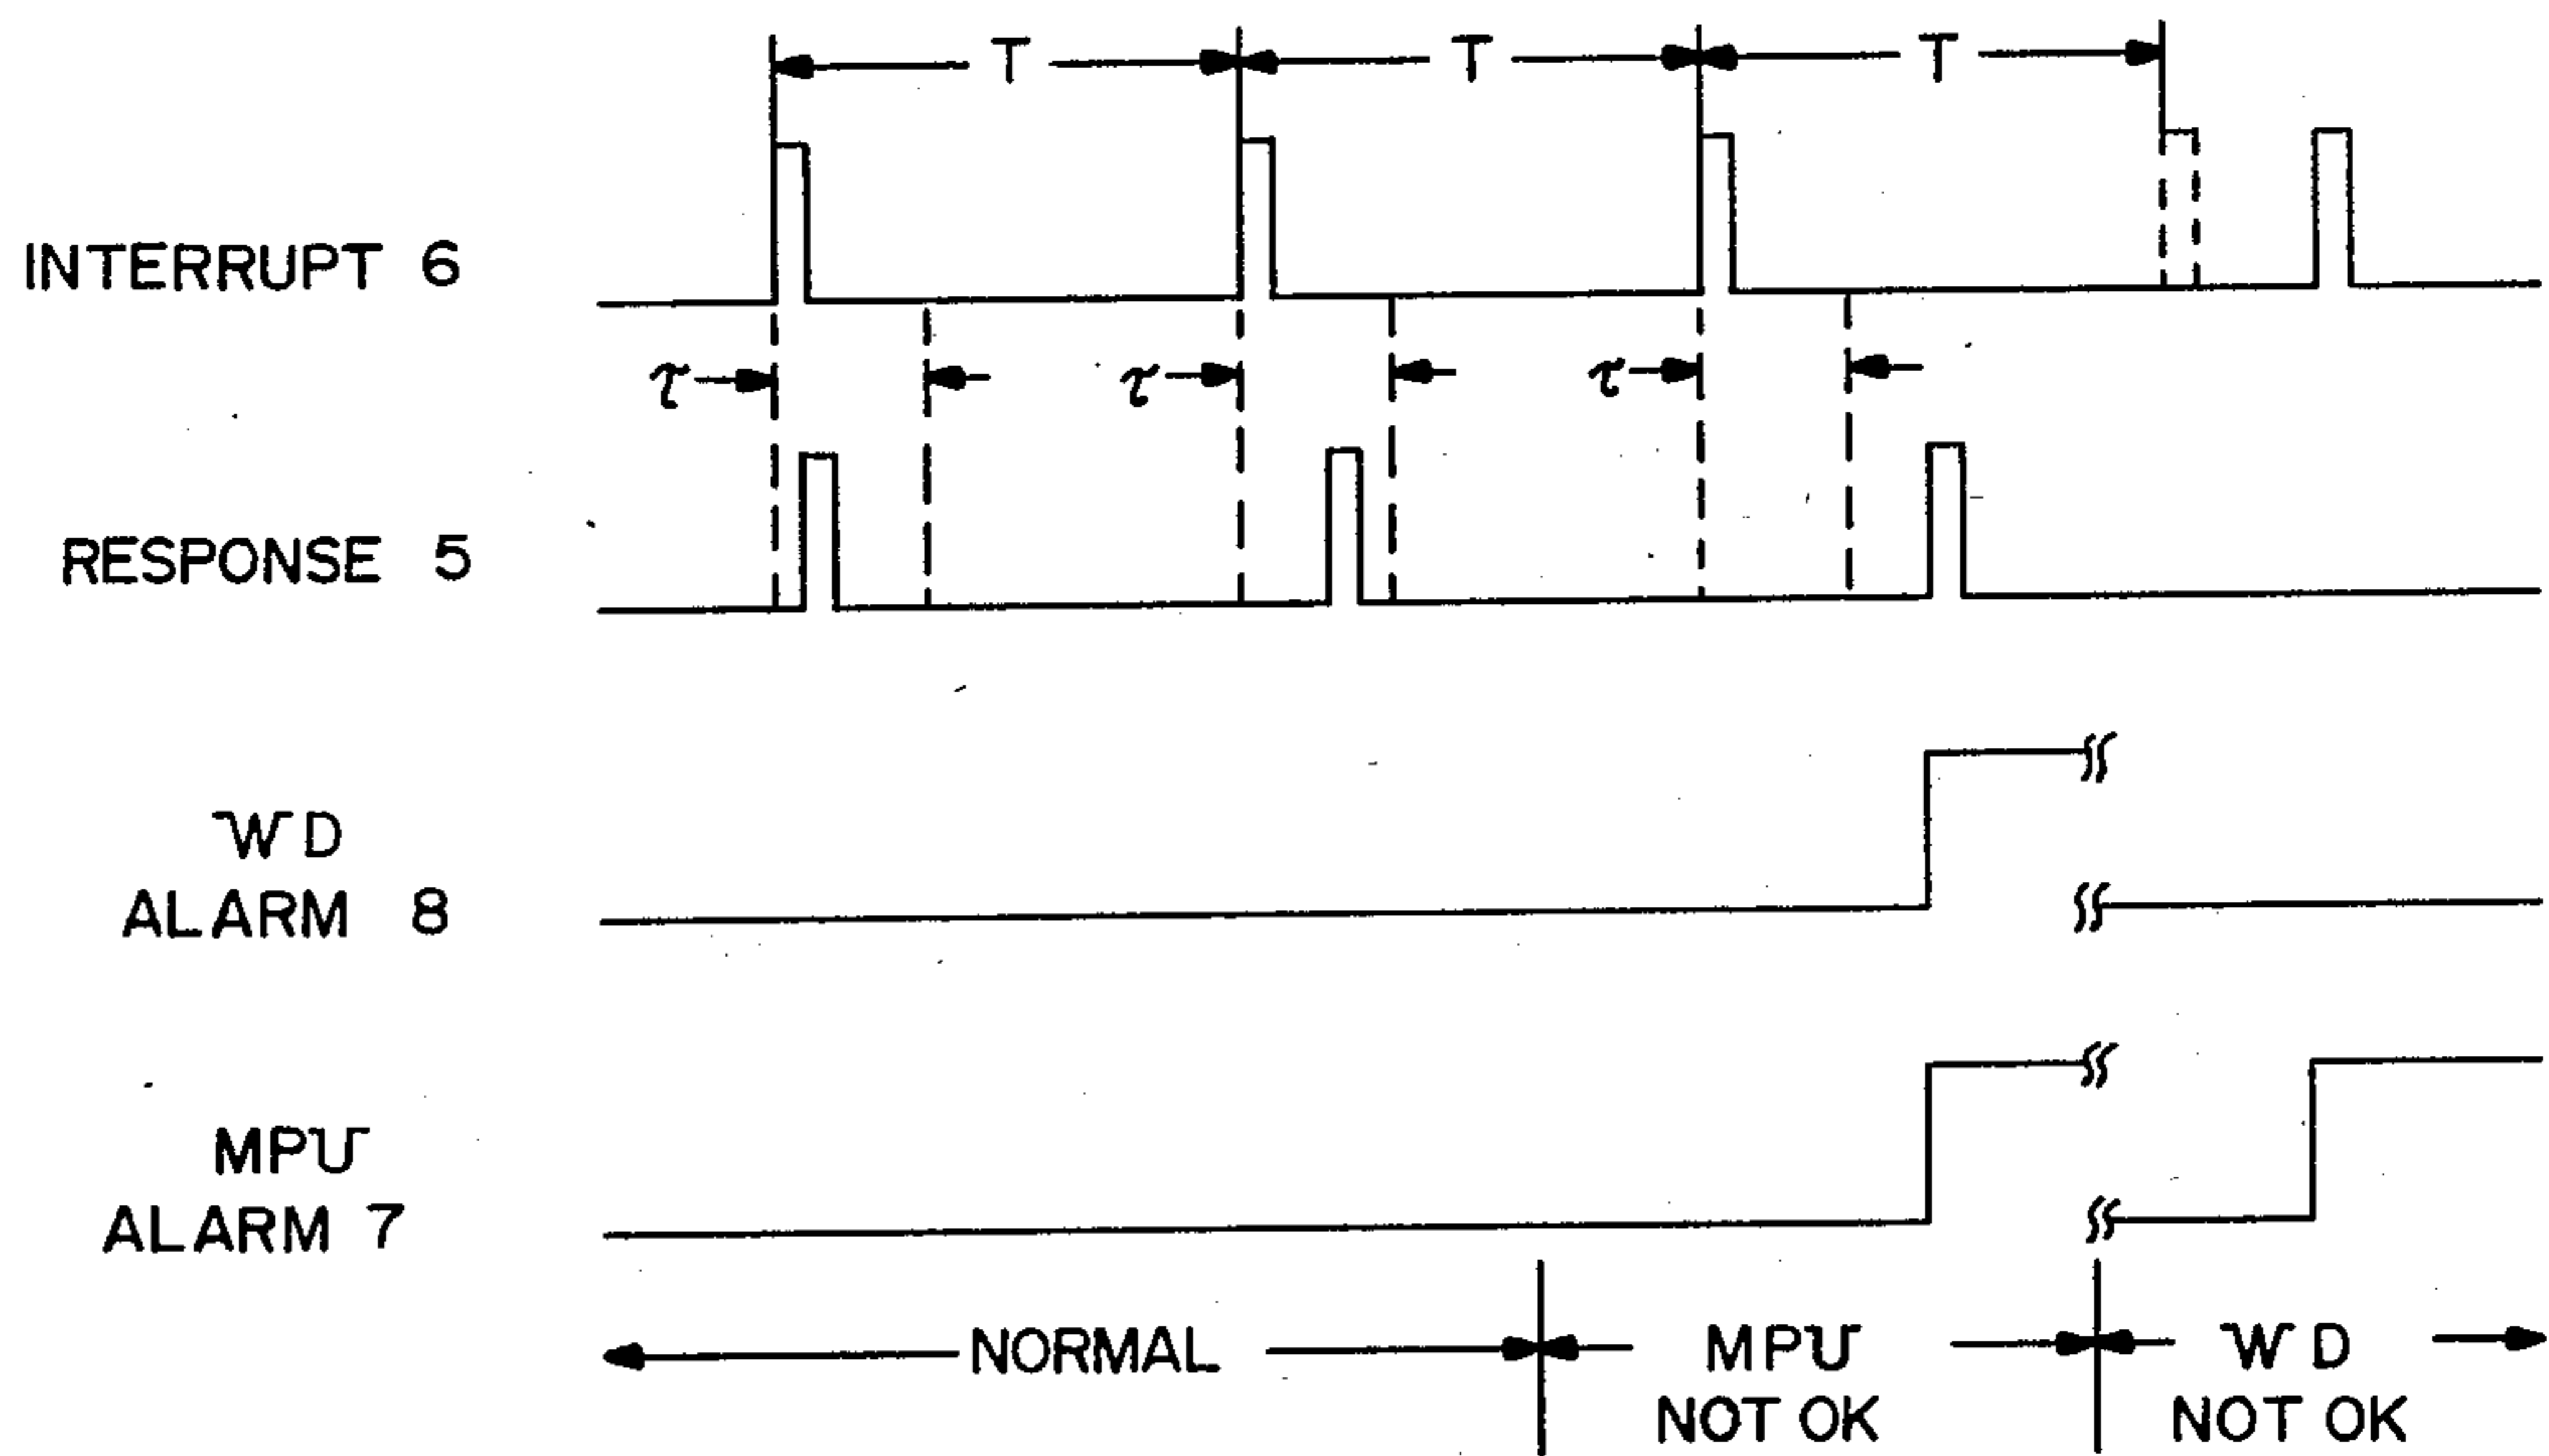 T T T
INTERRUPT 6
τ τ τ
RESPONSE 5
WD
ALARM 8
MPU
ALARM 7
NORMAL MPU WD
NOT OK NOT OK